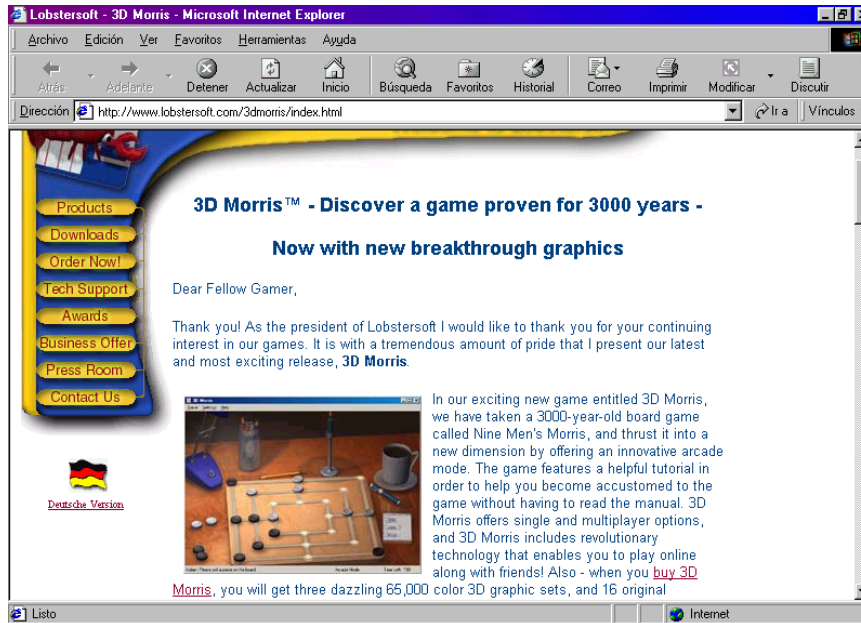 Lobstersoft - 3D Morris - Microsoft Internet Explorer
Archivo Edición Ver Favoritos Herramientas Ayuda
Atrás Adelante Detener Actualizar Inicio Búsqueda Favoritos Historial Correo Imprimir Modificar Discutir
Dirección http://www.lobstersoft.com/3dmorris/index.html Ir a Vínculos
Products
Downloads
Order Now!
Tech Support
Awards
Business Offer
Press Room
Contact Us
Deutsche Version
3D Morris™ - Discover a game proven for 3000 years -
Now with new breakthrough graphics
Dear Fellow Gamer,
Thank you! As the president of Lobstersoft I would like to thank you for your continuing
interest in our games. It is with a tremendous amount of pride that I present our latest
and most exciting release, 3D Morris.
3D Morris
Game Settings Help
In our exciting new game entitled 3D Morris,
we have taken a 3000-year-old board game
called Nine Men's Morris, and thrust it into a
new dimension by offering an innovative arcade
mode. The game features a helpful tutorial in
order to help you become accustomed to the
game without having to read the manual. 3D
Morris offers single and multiplayer options,
and 3D Morris includes revolutionary
technology that enables you to play online
along with friends! Also - when you buy 3D
Morris, you will get three dazzling 65,000 color 3D graphic sets, and 16 original
Listo Internet